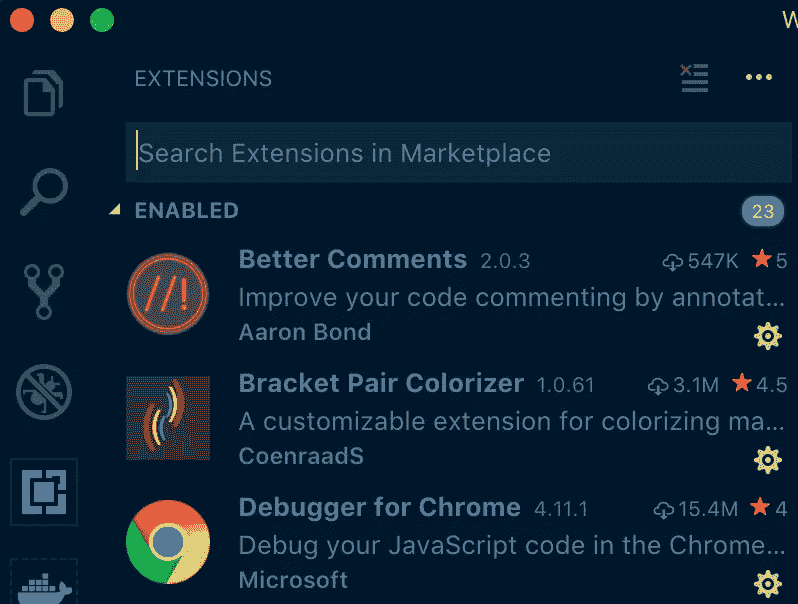 W
EXTENSIONS
Search Extensions in Marketplace
ENABLED 23
Better Comments 2.0.3 547K 5
Improve your code commenting by annotat...
Aaron Bond
Bracket Pair Colorizer 1.0.61 3.1M 4.5
A customizable extension for colorizing ma...
CoenraadS
Debugger for Chrome 4.11.1 15.4M 4
Debug your JavaScript code in the Chrome...
Microsoft